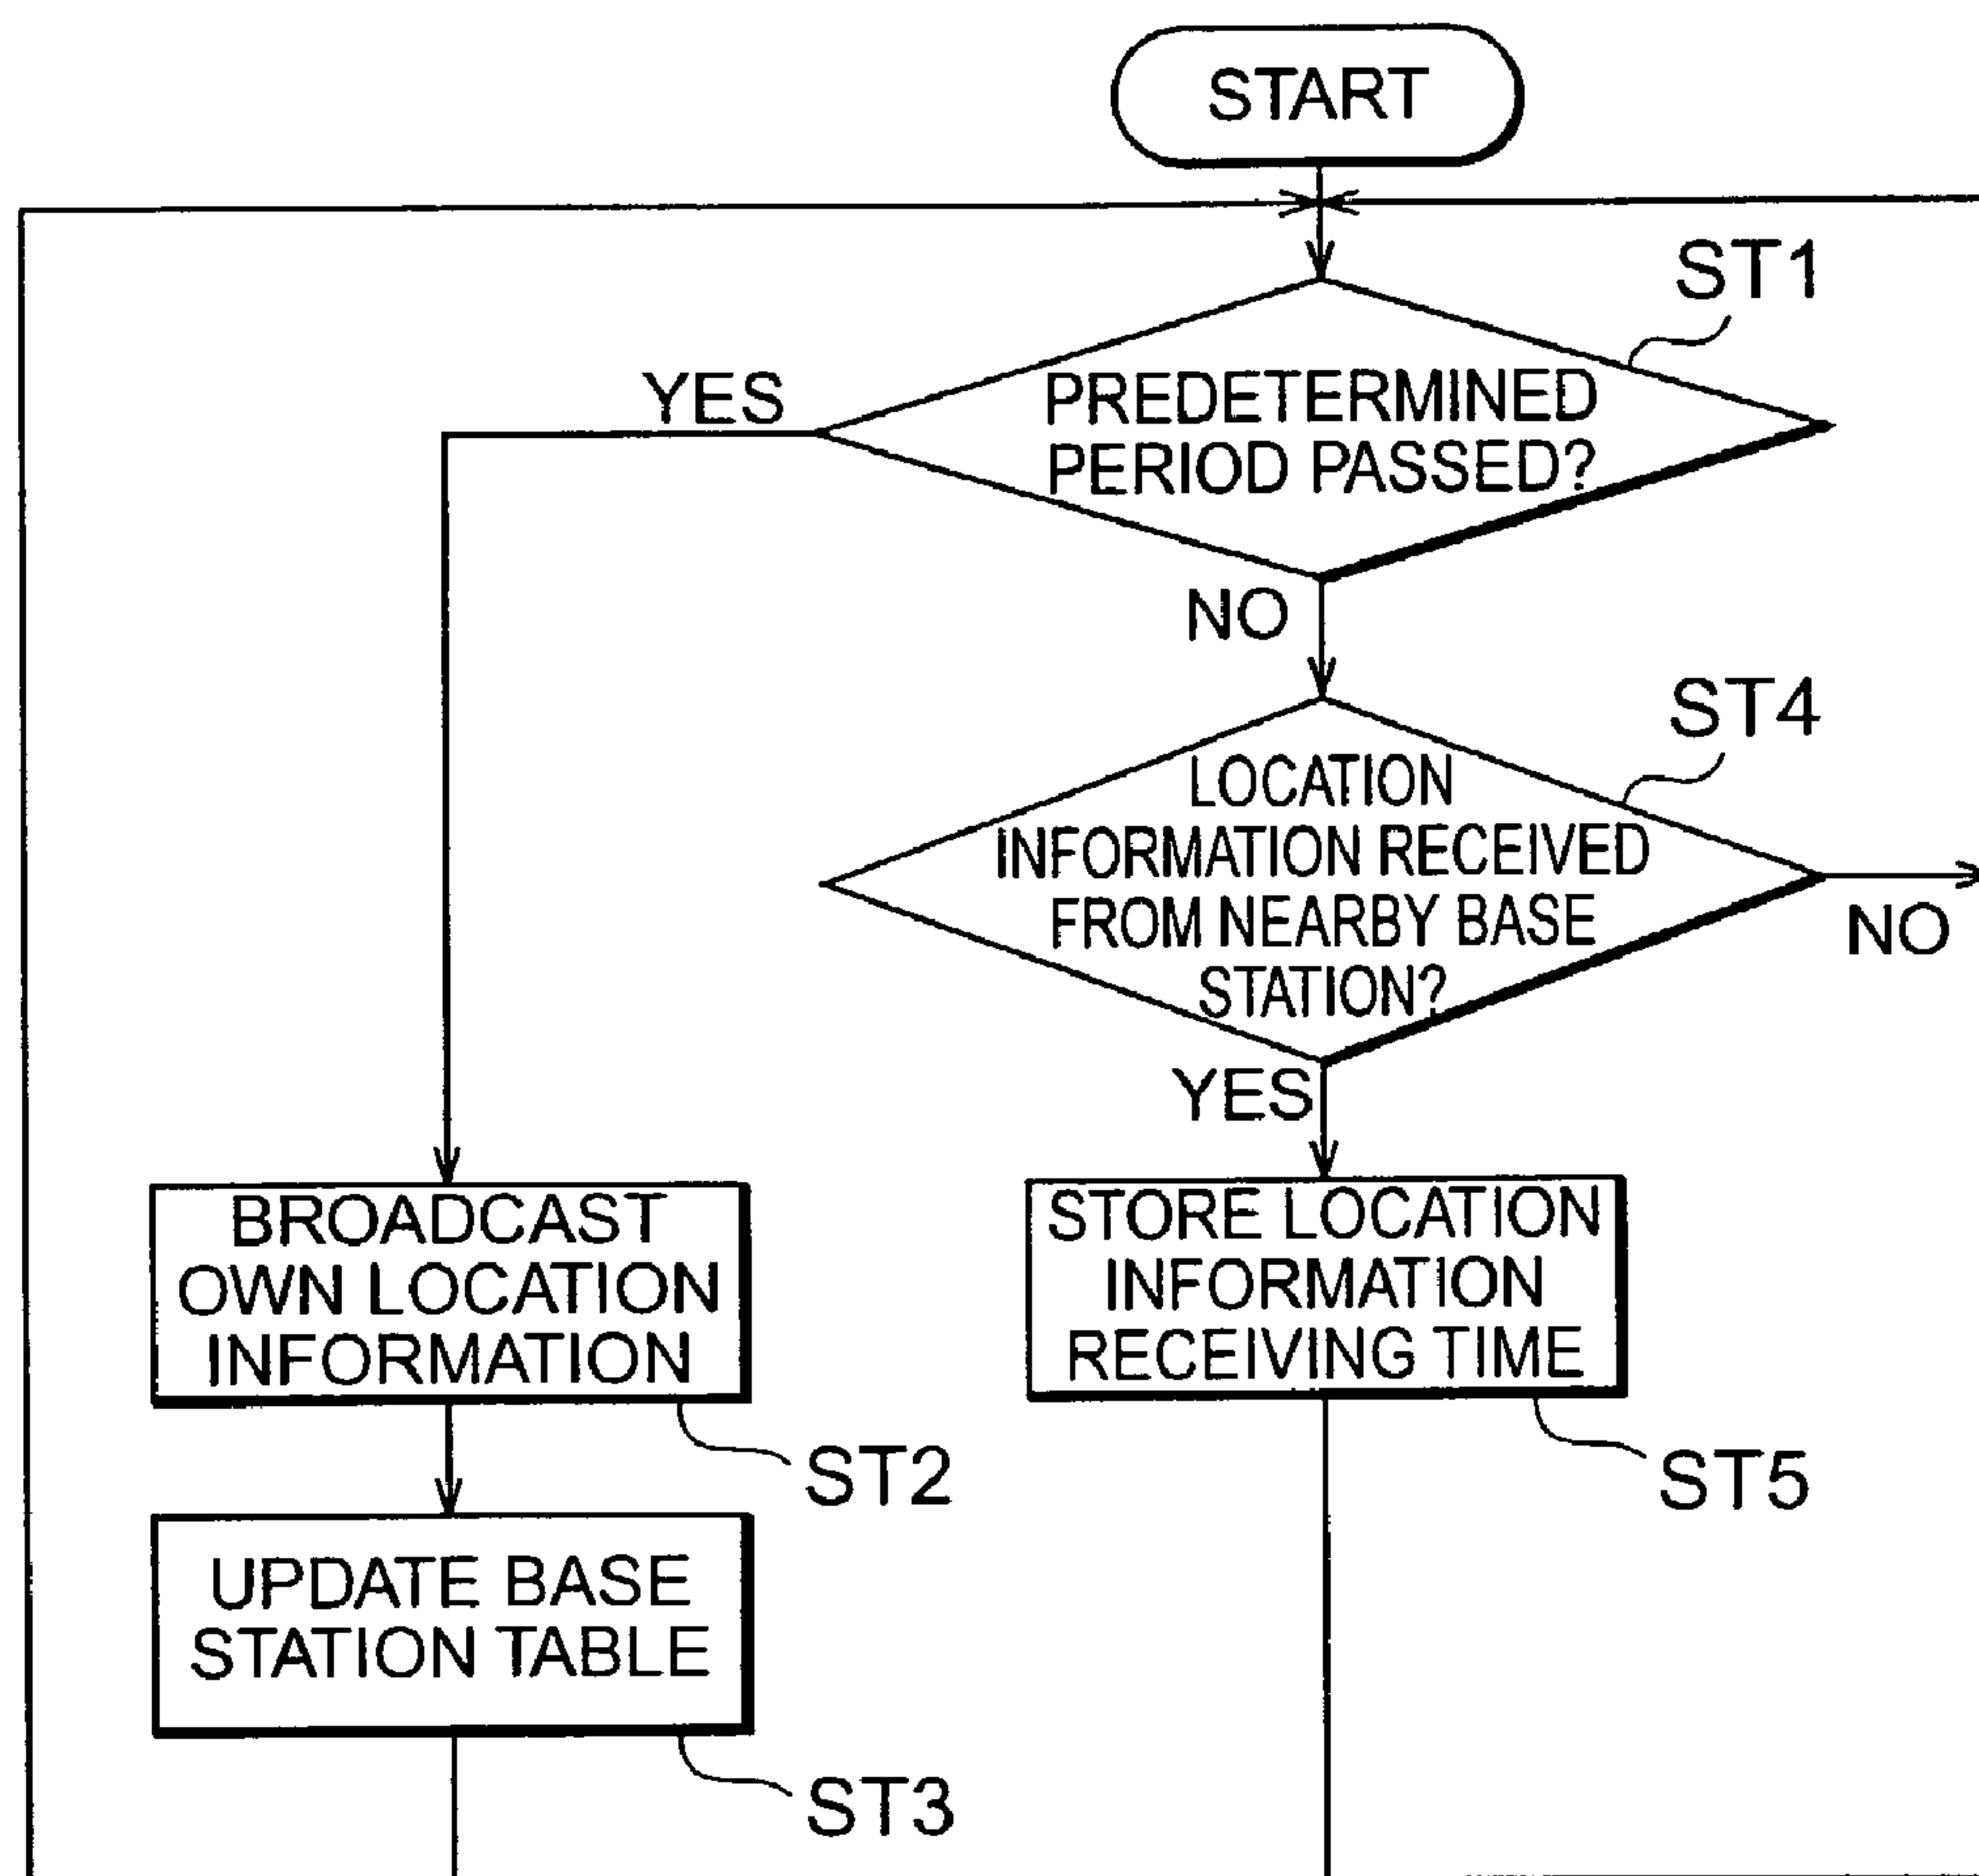 START
ST1
YES
PREDETERMINED
PERIOD PASSED?
NO
ST4
LOCATION
INFORMATION RECEIVED
FROM NEARBY BASE
STATION?
NO
YES
BROADCAST
OWN LOCATION
INFORMATION
STORE LOCATION
INFORMATION
RECEIVING TIME
ST2
ST5
UPDATE BASE
STATION TABLE
ST3